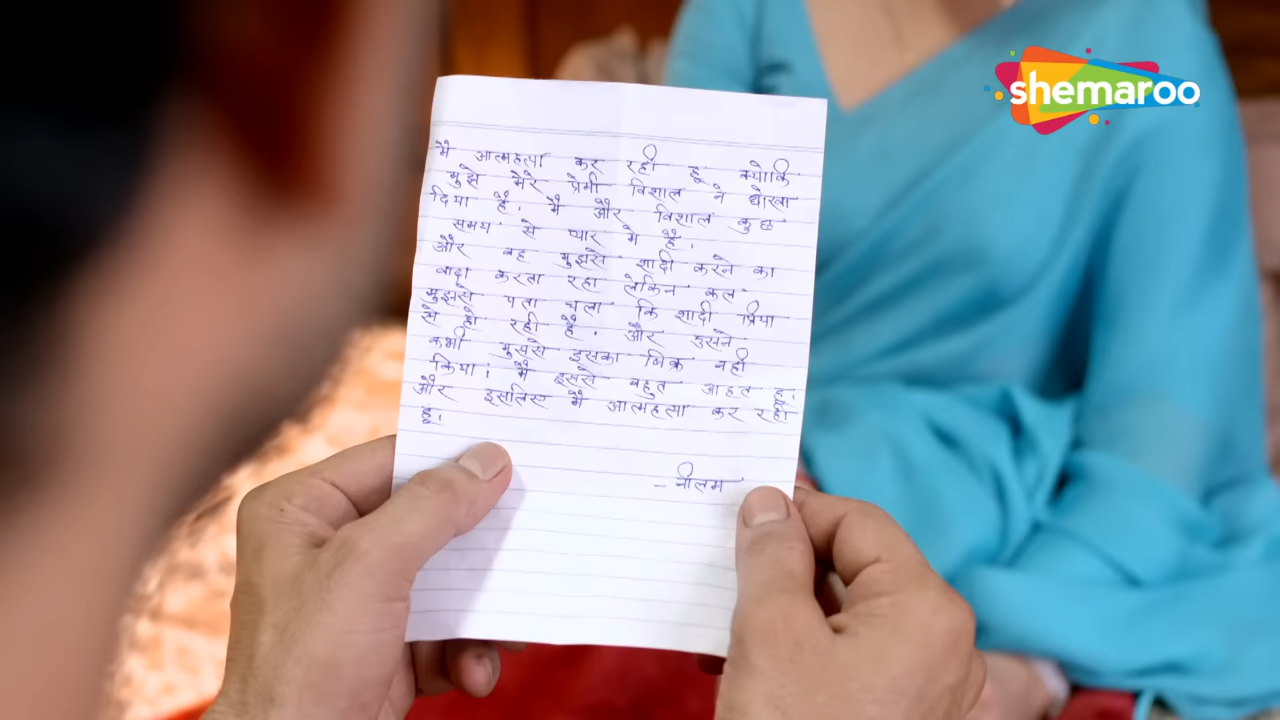 shemaroo
मै आत्महत्या कर रही हू क्योकि
मुझे मेरे प्रेमी विशाल ने धोखा
दिया है. मै और विशाल कुछ
समय से प्यार मे है.
और वह मुझसे शादी करने का
वादा करता रहा लेकिन कल
मुझसे पता चला कि शादी प्रिया
से हो रही है. और उसने
कभी मुझसे इसका जिक्र नही
किया; मै इससे बहुत आहत हू.
और इसलिए मै आत्महत्या कर रही
हू.
- नीलम